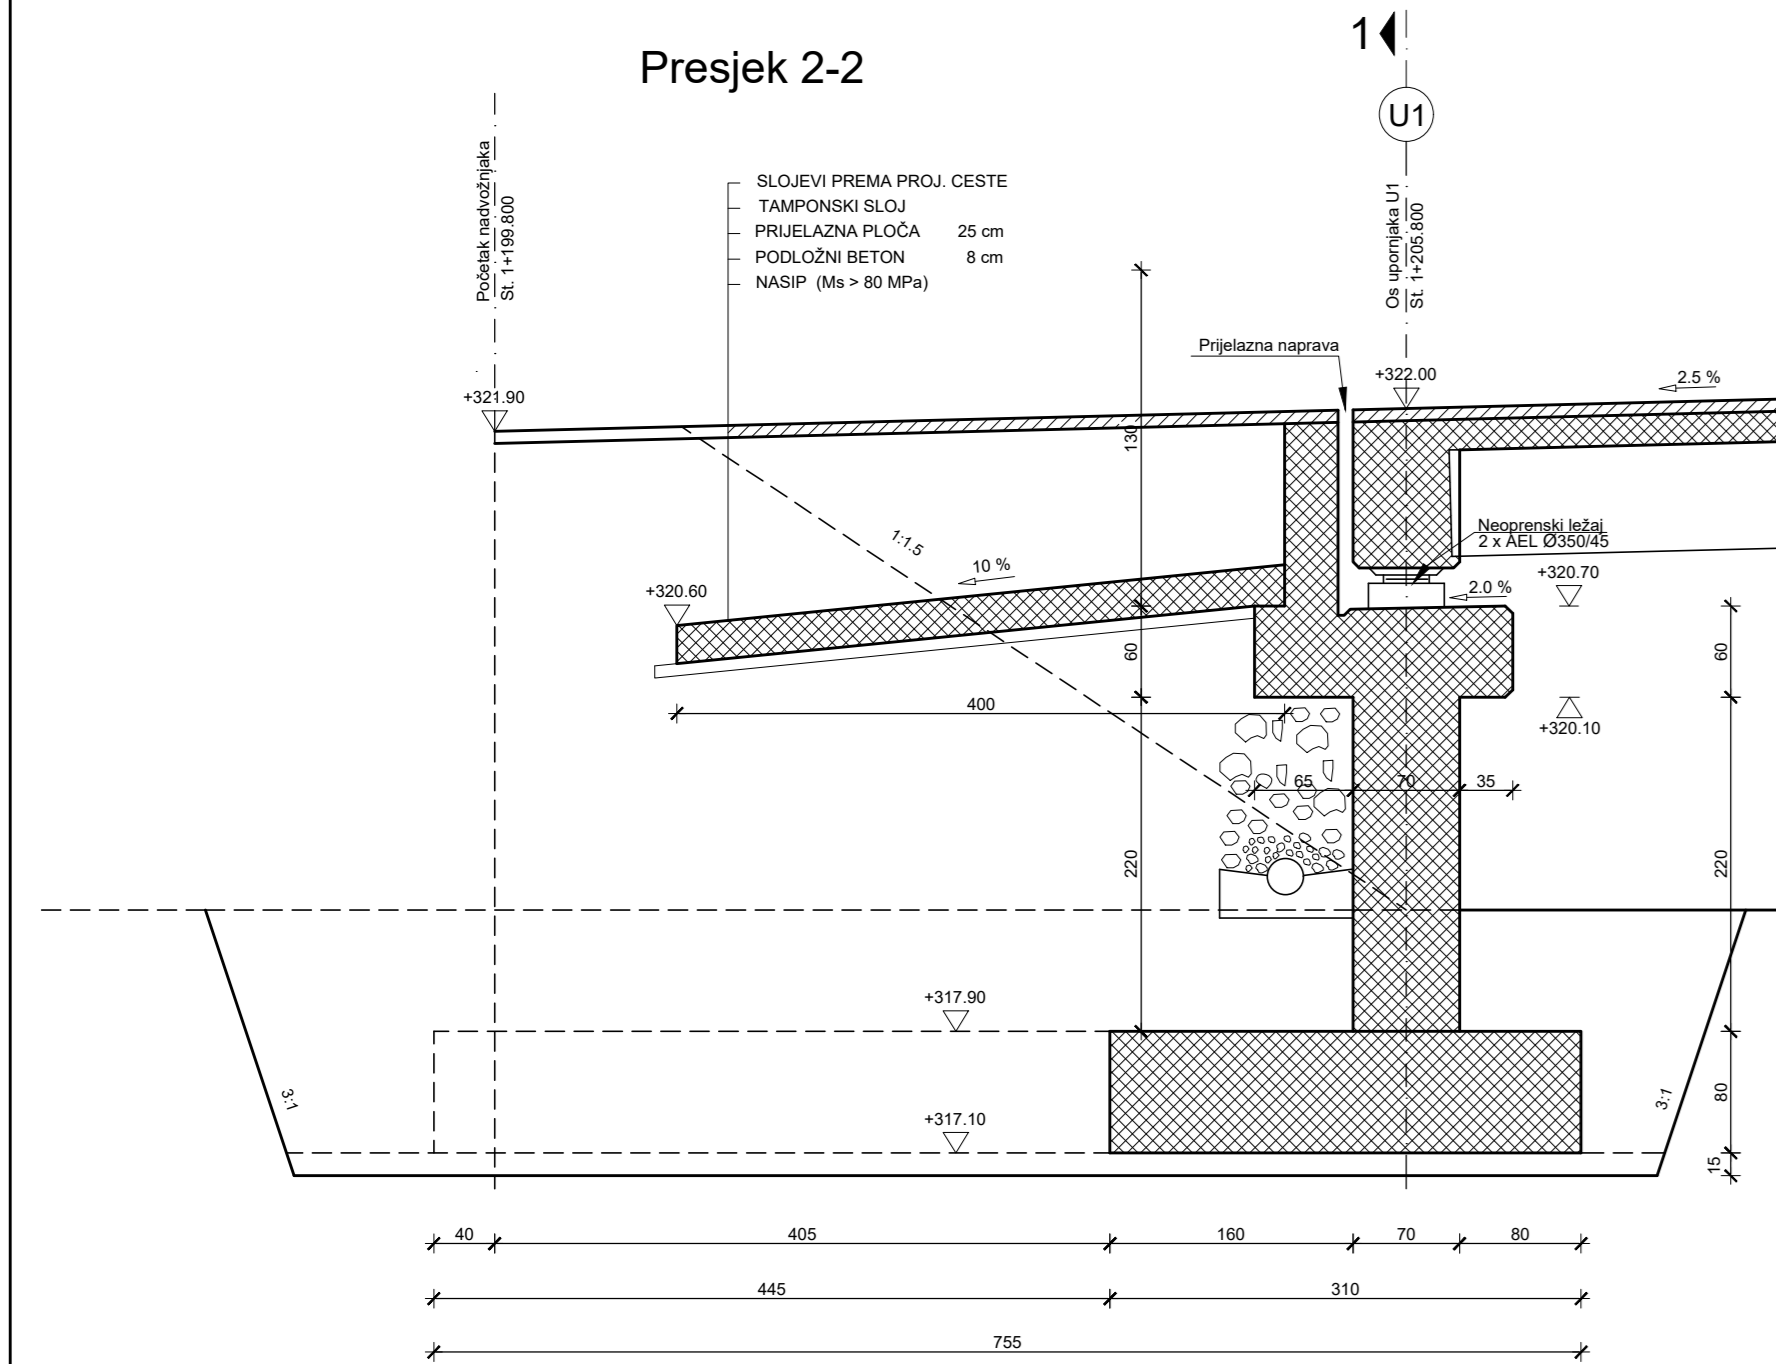 Presjek 2-2
1
U1
Početak nadvožnjaka
St. 1+199.800
SLOJEVI PREMA PROJ. CESTE
TAMPONSKI SLOJ
PRIJELAZNA PLOČA 25 cm
PODLOŽNI BETON 8 cm
NASIP (Ms > 80 MPa)
Os upornjaka U1
St. 1+205.800
Prijelazna naprava
+322.00
2.5 %
+321.90
130
1:1.5
Neoprenski ležaj
2 x AEL Ø350/45
10 %
+320.60
2.0 %
+320.70
60
60
400
+320.10
65
70
35
220
220
+317.90
3:1
3:1
80
+317.10
15
40
405
160
70
80
445
310
755